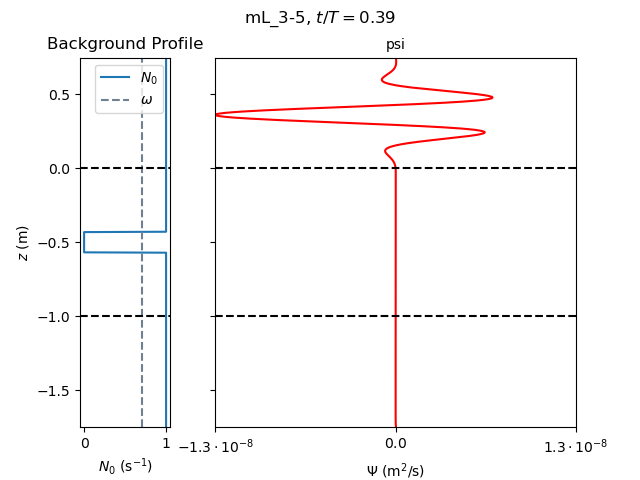 mL_3-5, t/T = 0.39
Background Profile
psi
N₀
ω
0.5
0.0
−0.5
−1.0
−1.5
z (m)
0 1 −1.3 · 10⁻⁸ 0.0 1.3 · 10⁻⁸
N₀ (s⁻¹) Ψ (m²/s)